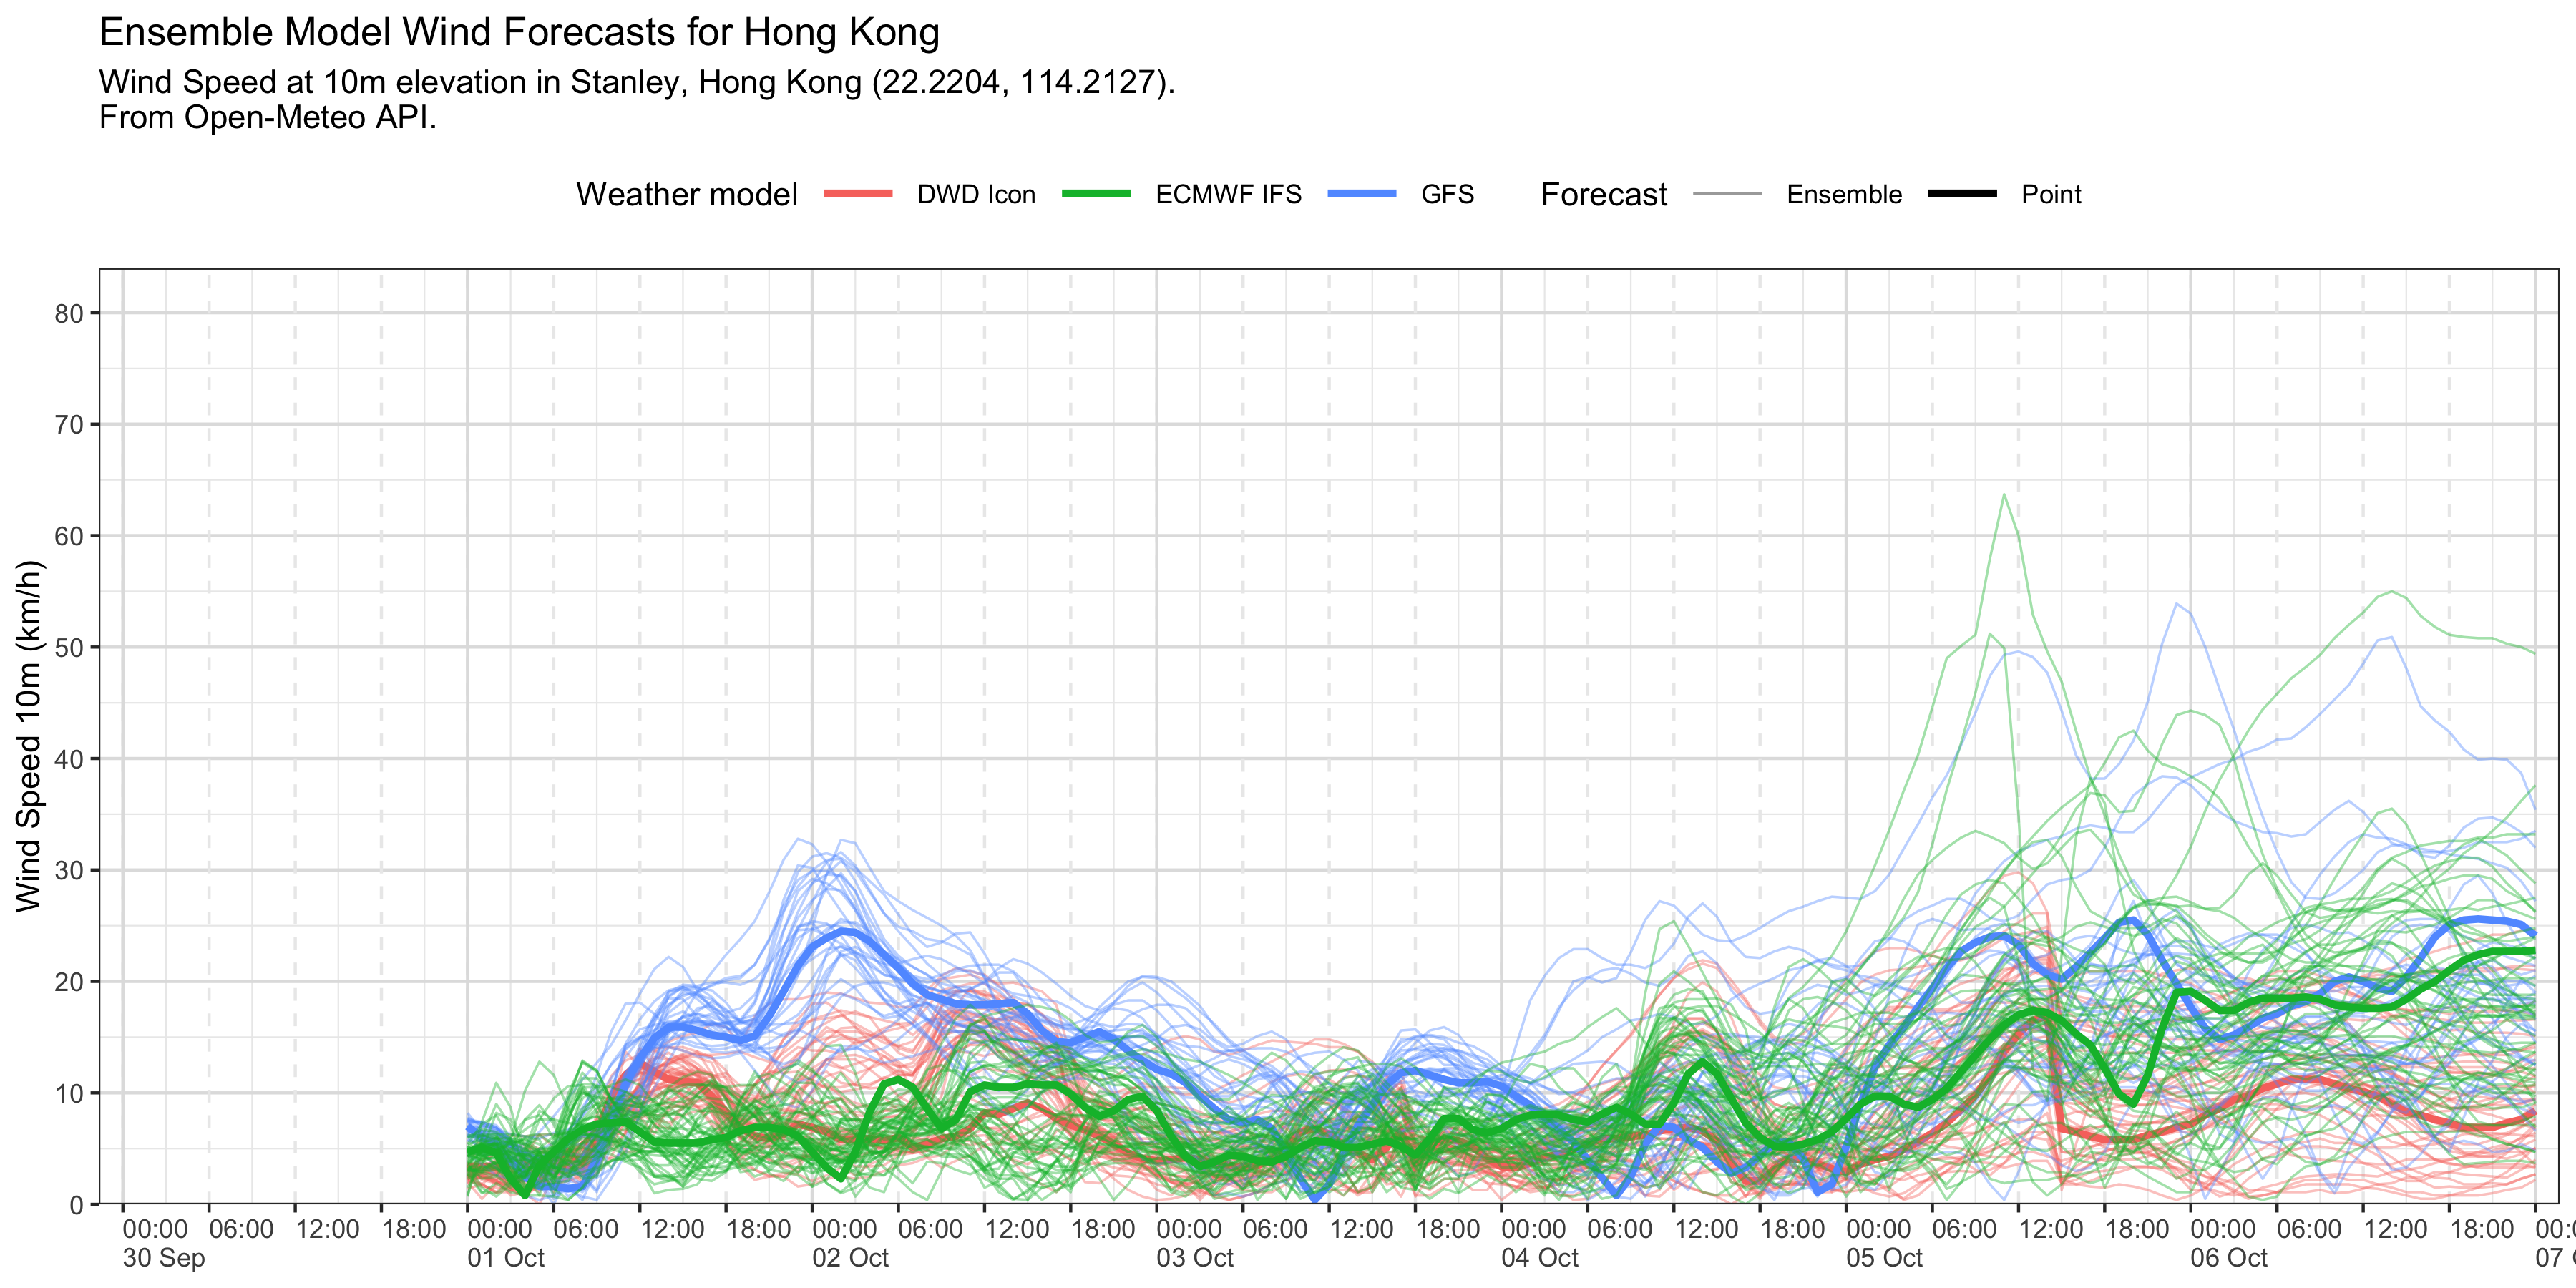 Ensemble Model Wind Forecasts for Hong Kong
Wind Speed at 10m elevation in Stanley, Hong Kong (22.2204, 114.2127).
From Open-Meteo API.
Weather model DWD Icon ECMWF IFS GFS Forecast Ensemble Point
Wind Speed 10m (km/h)
80
70
60
50
40
30
20
10
0
00:00 06:00 12:00 18:00 00:00 06:00 12:00 18:00 00:00 06:00 12:00 18:00 00:00 06:00 12:00 18:00 00:00 06:00 12:00 18:00 00:00 06:00 12:00 18:00 00:00 06:00 12:00 18:00
30 Sep 01 Oct 02 Oct 03 Oct 04 Oct 05 Oct 06 Oct 07